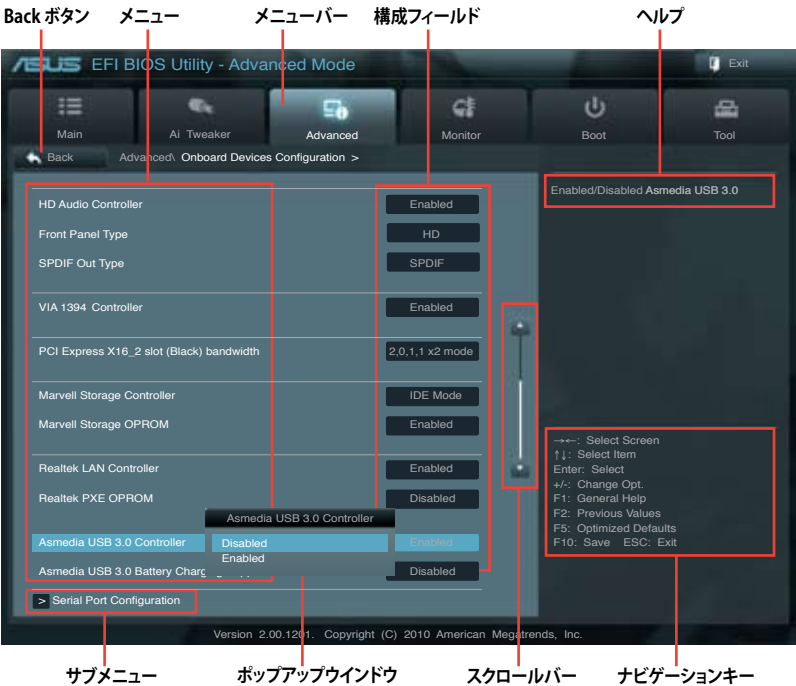 Back ボタン メニュー メニューバー 構成フィールド ヘルプ
ASUS EFI BIOS Utility - Advanced Mode Exit
Main Ai Tweaker Advanced Monitor Boot Tool
Back Advanced\ Onboard Devices Configuration >
Enabled/Disabled Asmedia USB 3.0
HD Audio Controller Enabled
Front Panel Type HD
SPDIF Out Type SPDIF
VIA 1394 Controller Enabled
PCI Express X16_2 slot (Black) bandwidth 2,0,1,1 x2 mode
Marvell Storage Controller IDE Mode
Marvell Storage OPROM Enabled
Realtek LAN Controller Enabled
Realtek PXE OPROM Disabled
Asmedia USB 3.0 Controller
Asmedia USB 3.0 Controller Disabled Enabled
Enabled
Asmedia USB 3.0 Battery Disabled
> Serial Port Configuration
→←: Select Screen
↑↓: Select Item
Enter: Select
+/-: Change Opt.
F1: General Help
F2: Previous Values
F5: Optimized Defaults
F10: Save ESC: Exit
Version 2.00.1201. Copyright (C) 2010 American Megatrends, Inc.
サブメニュー ポップアップウインドウ スクロールバー ナビゲーションキー